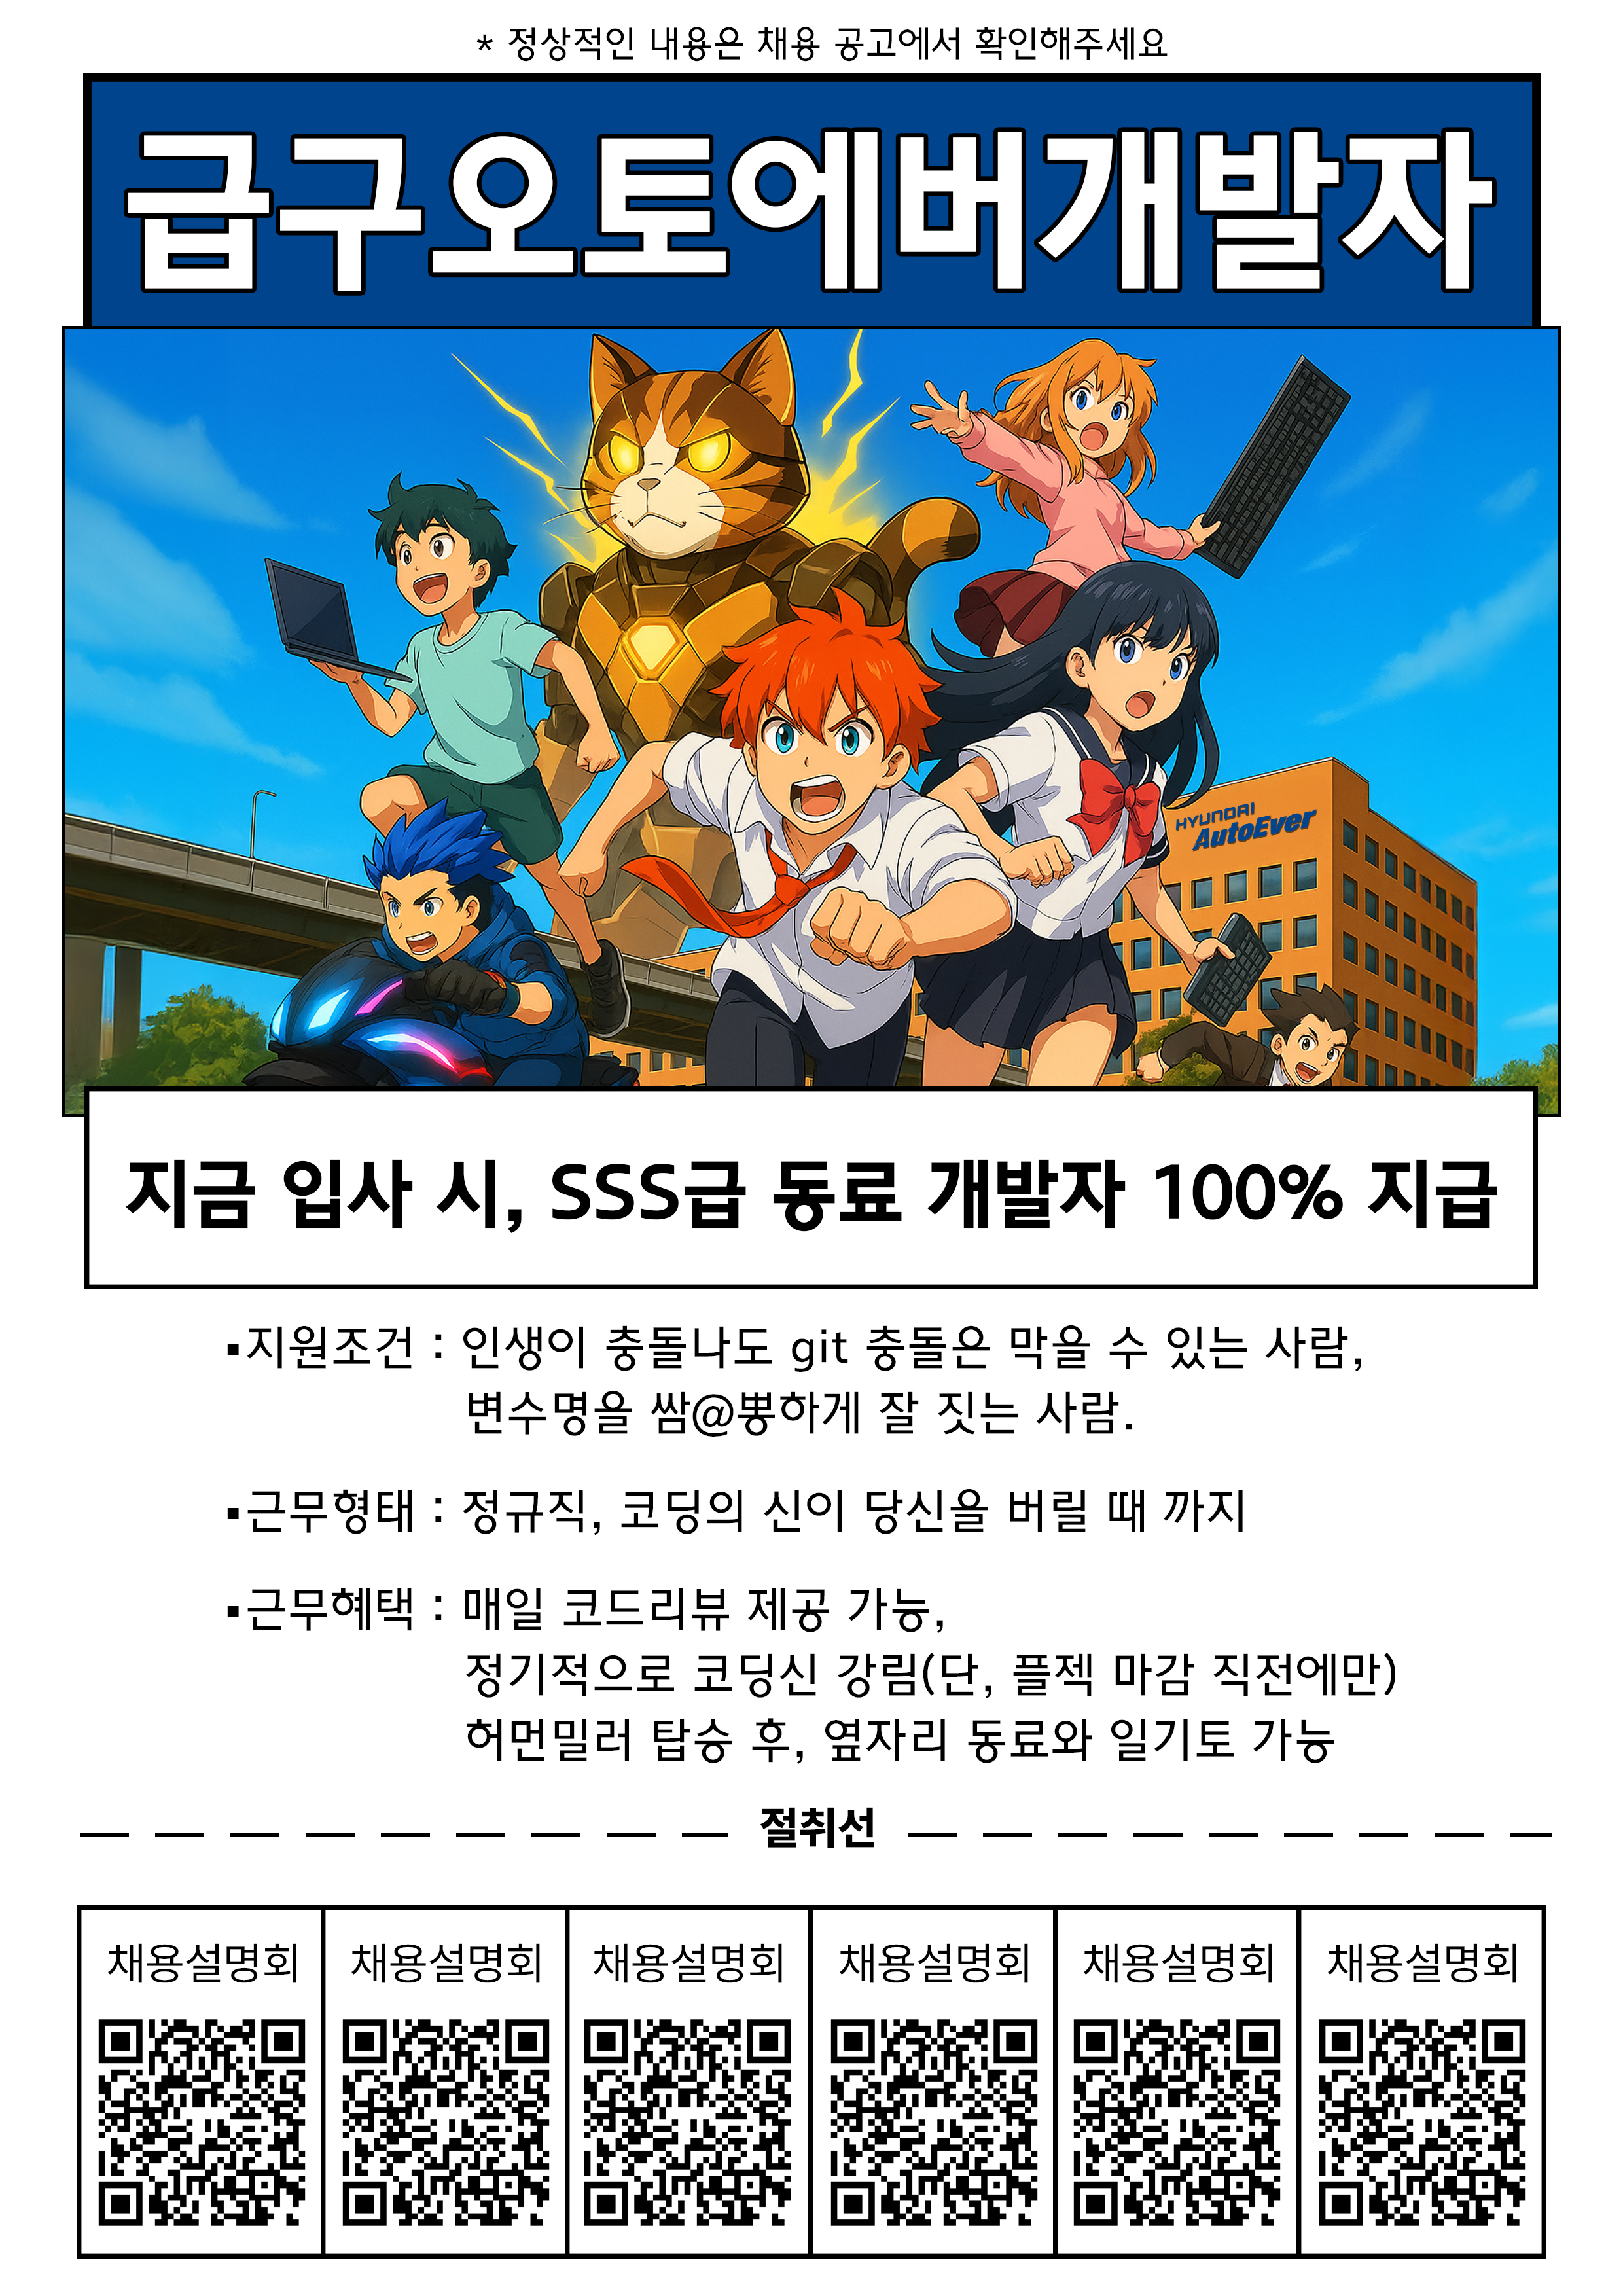 * 정상적인 내용은 채용 공고에서 확인해주세요
급구오토에버개발자
HYUNDAI
AutoEver
지금 입사 시, SSS급 동료 개발자 100% 지급
▪지원조건 : 인생이 충돌나도 git 충돌은 막을 수 있는 사람,
변수명을 쌈@뽕하게 잘 짓는 사람.
▪근무형태 : 정규직, 코딩의 신이 당신을 버릴 때 까지
▪근무혜택 : 매일 코드리뷰 제공 가능,
정기적으로 코딩신 강림(단, 플젝 마감 직전에만)
허먼밀러 탑승 후, 옆자리 동료와 일기토 가능
절취선
채용설명회 채용설명회 채용설명회 채용설명회 채용설명회 채용설명회